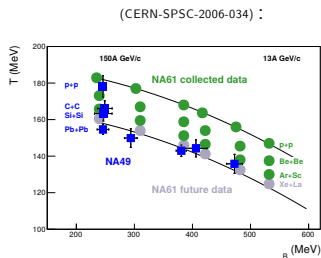 (CERN-SPSC-2006-034) :
T (MeV)
200
180
160
140
120
100
150A GeV/c
13A GeV/c
NA61 collected data
p+p
C+C
Si+Si
Pb+Pb
NA49
NA61 future data
p+p
Be+Be
Ar+Sc
Xe+La
200
300
400
500
600
B (MeV)